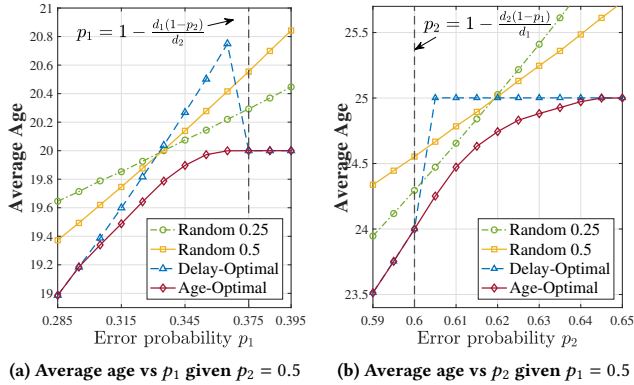 21
20.8
20.6
20.4
20.2
20
19.8
19.6
19.4
19.2
19
Average Age
p₁ = 1 − d₁(1−p₂)/d₂
Random 0.25
Random 0.5
Delay-Optimal
Age-Optimal
0.285 0.315 0.345 0.375 0.395
Error probability p₁
(a) Average age vs p₁ given p₂ = 0.5
25.5
25
24.5
24
23.5
Average Age
p₂ = 1 − d₂(1−p₁)/d₁
Random 0.25
Random 0.5
Delay-Optimal
Age-Optimal
0.59 0.6 0.61 0.62 0.63 0.64 0.65
Error probability p₂
(b) Average age vs p₂ given p₁ = 0.5